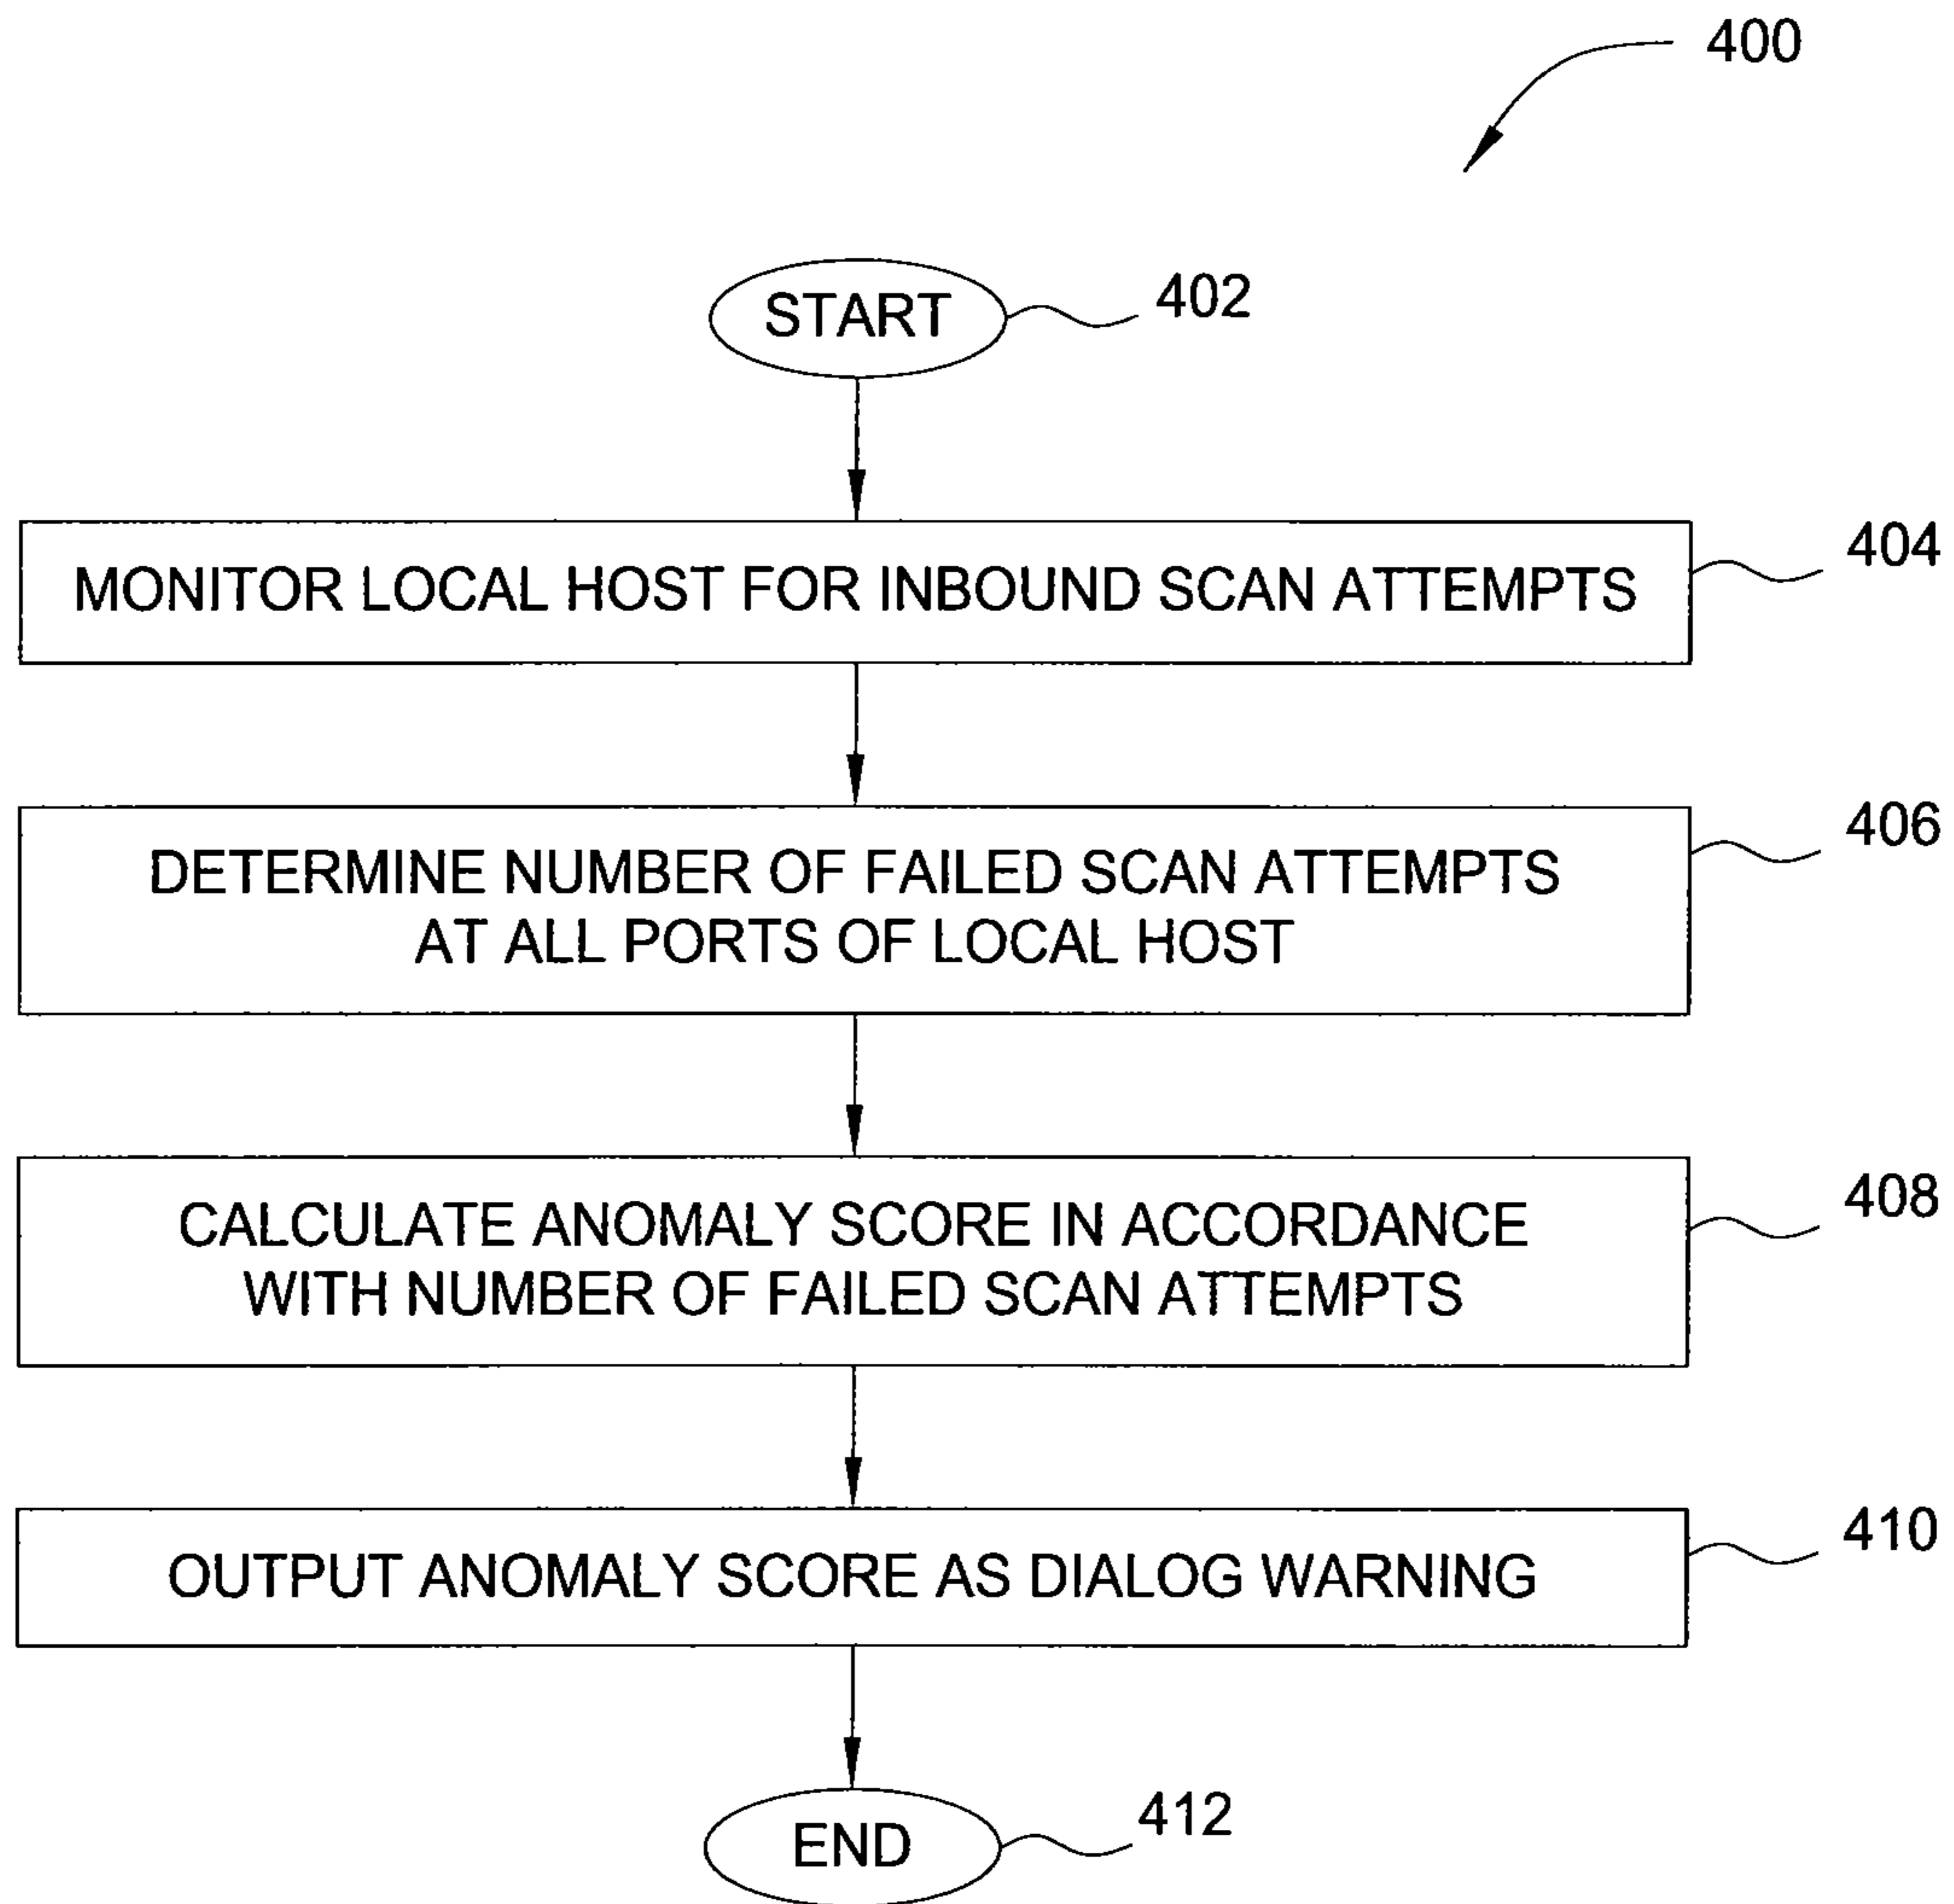 400
START
402
MONITOR LOCAL HOST FOR INBOUND SCAN ATTEMPTS
404
DETERMINE NUMBER OF FAILED SCAN ATTEMPTS
AT ALL PORTS OF LOCAL HOST
406
CALCULATE ANOMALY SCORE IN ACCORDANCE
WITH NUMBER OF FAILED SCAN ATTEMPTS
408
OUTPUT ANOMALY SCORE AS DIALOG WARNING
410
END
412